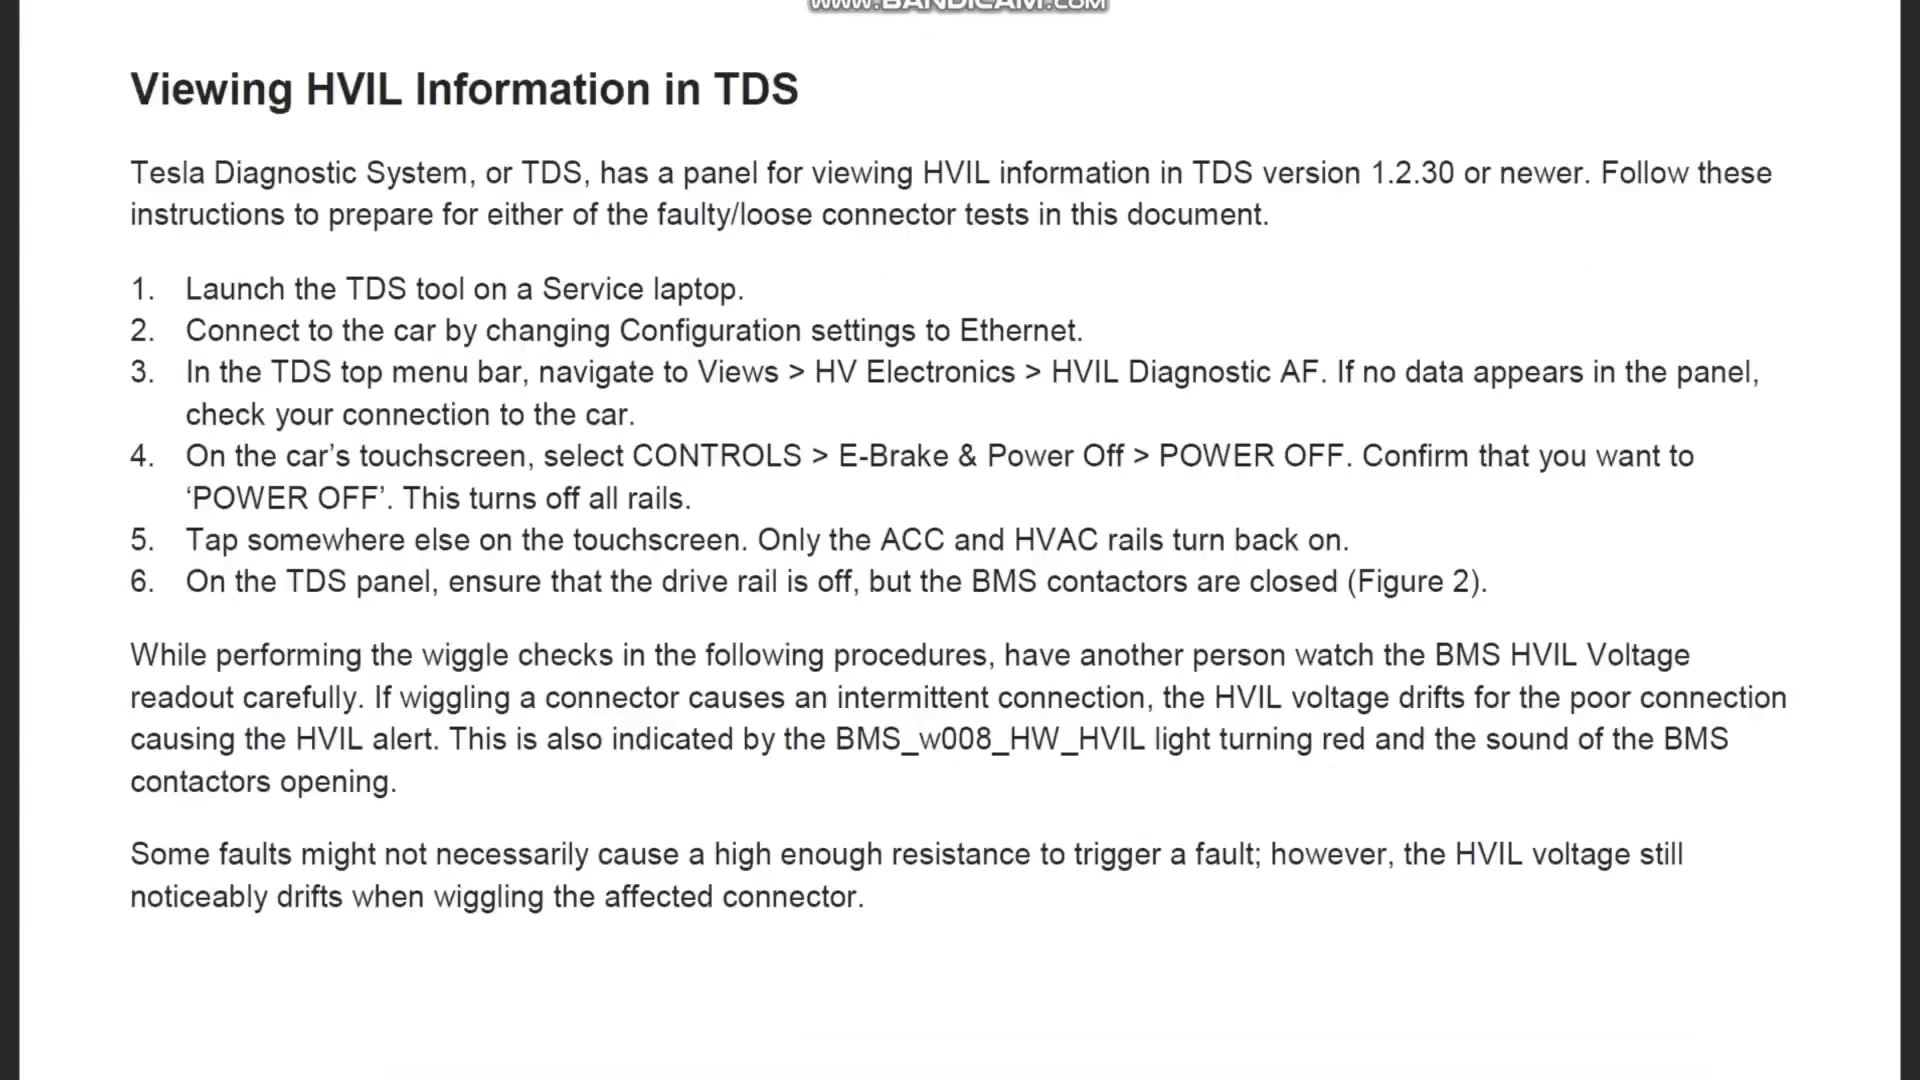 www.BANDICAM.com
Viewing HVIL Information in TDS
Tesla Diagnostic System, or TDS, has a panel for viewing HVIL information in TDS version 1.2.30 or newer. Follow these
instructions to prepare for either of the faulty/loose connector tests in this document.
1. Launch the TDS tool on a Service laptop.
2. Connect to the car by changing Configuration settings to Ethernet.
3. In the TDS top menu bar, navigate to Views > HV Electronics > HVIL Diagnostic AF. If no data appears in the panel,
check your connection to the car.
4. On the car’s touchscreen, select CONTROLS > E-Brake & Power Off > POWER OFF. Confirm that you want to
‘POWER OFF’. This turns off all rails.
5. Tap somewhere else on the touchscreen. Only the ACC and HVAC rails turn back on.
6. On the TDS panel, ensure that the drive rail is off, but the BMS contactors are closed (Figure 2).
While performing the wiggle checks in the following procedures, have another person watch the BMS HVIL Voltage
readout carefully. If wiggling a connector causes an intermittent connection, the HVIL voltage drifts for the poor connection
causing the HVIL alert. This is also indicated by the BMS_w008_HW_HVIL light turning red and the sound of the BMS
contactors opening.
Some faults might not necessarily cause a high enough resistance to trigger a fault; however, the HVIL voltage still
noticeably drifts when wiggling the affected connector.